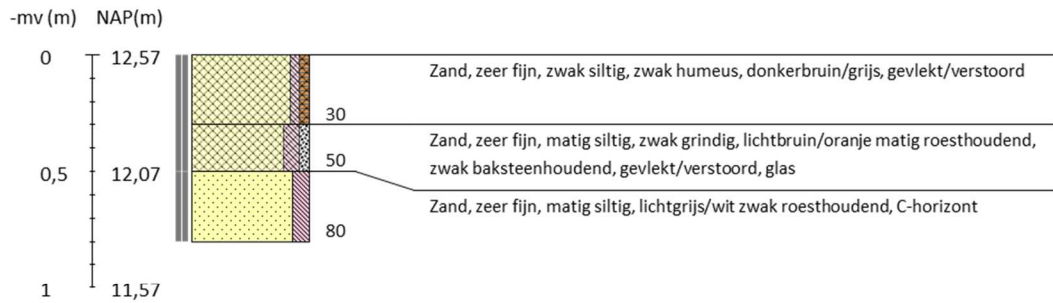 -mv (m) NAP(m)
0 12,57
Zand, zeer fijn, zwak siltig, zwak humeus, donkerbruin/grijs, gevlekt/verstoord
30
Zand, zeer fijn, matig siltig, zwak grindig, lichtbruin/oranje matig roesthoudend,
50
zwak baksteenhoudend, gevlekt/verstoord, glas
0,5 12,07
Zand, zeer fijn, matig siltig, lichtgrijs/wit zwak roesthoudend, C-horizont
80
1 11,57